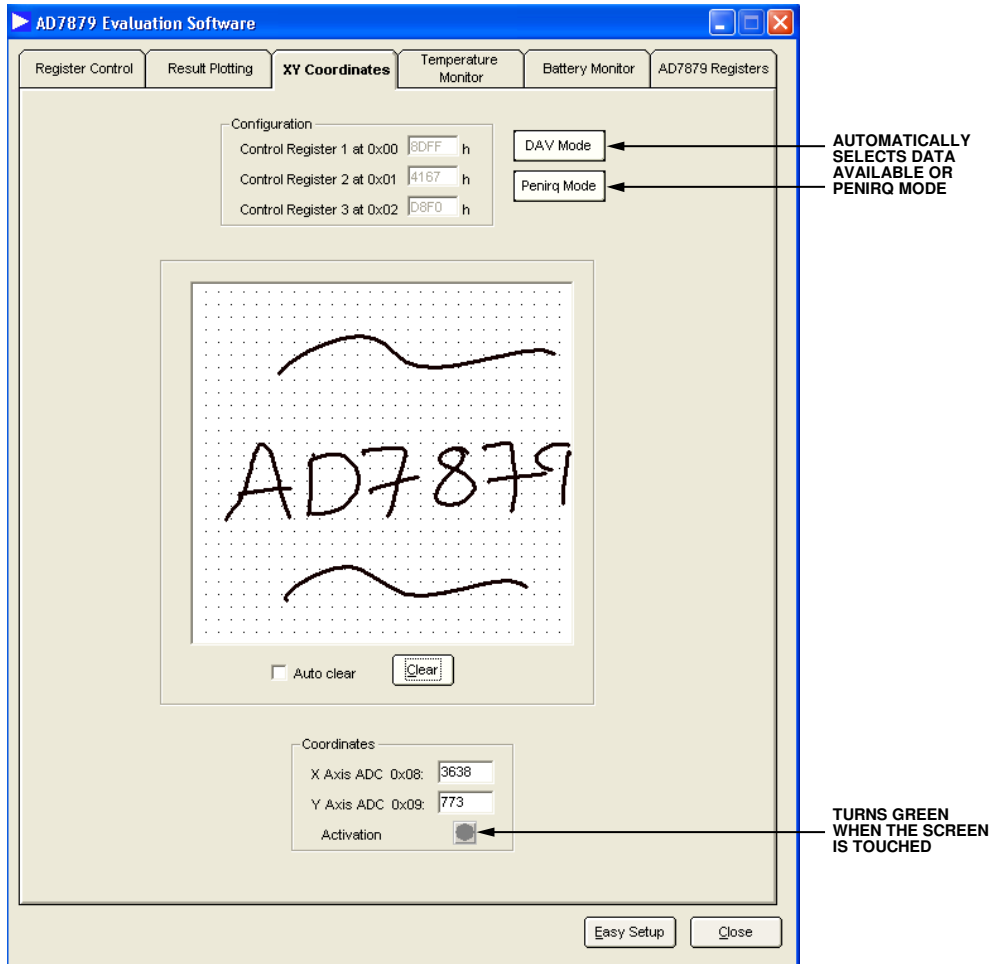 AD7879 Evaluation Software
Register Control
Result Plotting
XY Coordinates
Temperature
Monitor
Battery Monitor
AD7879 Registers
Configuration
Control Register 1 at 0x00 8DFF h
Control Register 2 at 0x01 4167 h
Control Register 3 at 0x02 D8F0 h
DAV Mode
Penirq Mode
AUTOMATICALLY
SELECTS DATA
AVAILABLE OR
PENIRQ MODE
AD7879
Auto clear
Clear
Coordinates
X Axis ADC 0x08: 3638
Y Axis ADC 0x09: 773
Activation
TURNS GREEN
WHEN THE SCREEN
IS TOUCHED
Easy Setup
Close